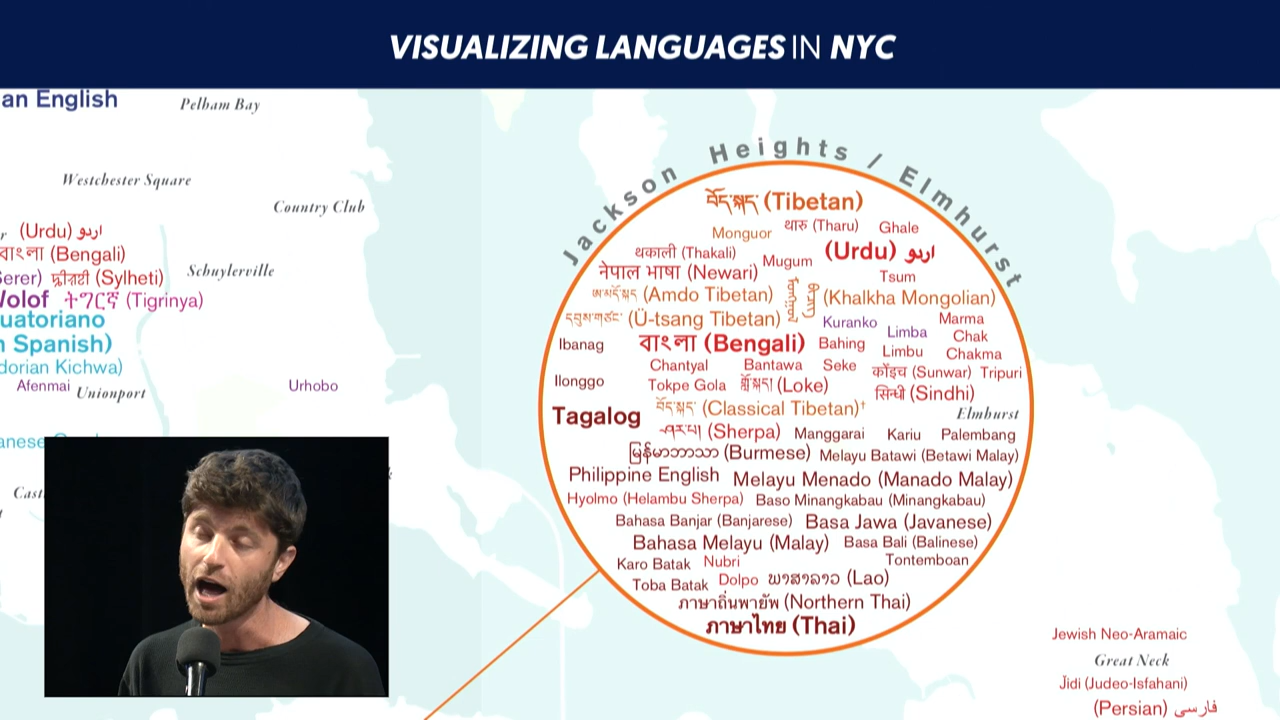 VISUALIZING LANGUAGES IN NYC
an English
Pelham Bay
Westchester Square
Country Club
(Urdu) اردو
বাংলা (Bengali)
Schuylerville
(Sylheti)
ትግርኛ (Tigrinya)
uatoriano
Spanish)
dorian Kichwa)
Afenmai
Unionport
Urhobo
anese
Jackson Heights / Elmhurst
བོད་སྐད་ (Tibetan)
Monguor
थारु (Tharu)
Ghale
थकाली (Thakali)
Mugum
(Urdu) اردو
नेपाल भाषा (Newari)
Tsum
ཨ་མདོ་སྐད་ (Amdo Tibetan)
(Khalkha Mongolian)
དབུས་གཙང་ (Ü-tsang Tibetan)
Kuranko
Limba
Marma
Chak
Ibanag
বাংলা (Bengali)
Bahing
Limbu
Chakma
Chantyal
Bantawa
Seke
कोंइच (Sunwar)
Tripuri
Ilonggo
Tokpe Gola
(Loke)
सिन्धी (Sindhi)
Tagalog
བོད་སྐད་ (Classical Tibetan)†
Elmhurst
(Sherpa)
Manggarai
Kariu
Palembang
မြန်မာဘာသာ (Burmese)
Melayu Batawi (Betawi Malay)
Philippine English
Melayu Menado (Manado Malay)
Hyolmo (Helambu Sherpa)
Baso Minangkabau (Minangkabau)
Bahasa Banjar (Banjarese)
Basa Jawa (Javanese)
Bahasa Melayu (Malay)
Basa Bali (Balinese)
Karo Batak
Nubri
Tontemboan
Toba Batak
Dolpo
ພາສາລາວ (Lao)
ภาษาถิ่นพายัพ (Northern Thai)
ภาษาไทย (Thai)
Jewish Neo-Aramaic
Great Neck
Jidi (Judeo-Isfahani)
(Persian) فارسی